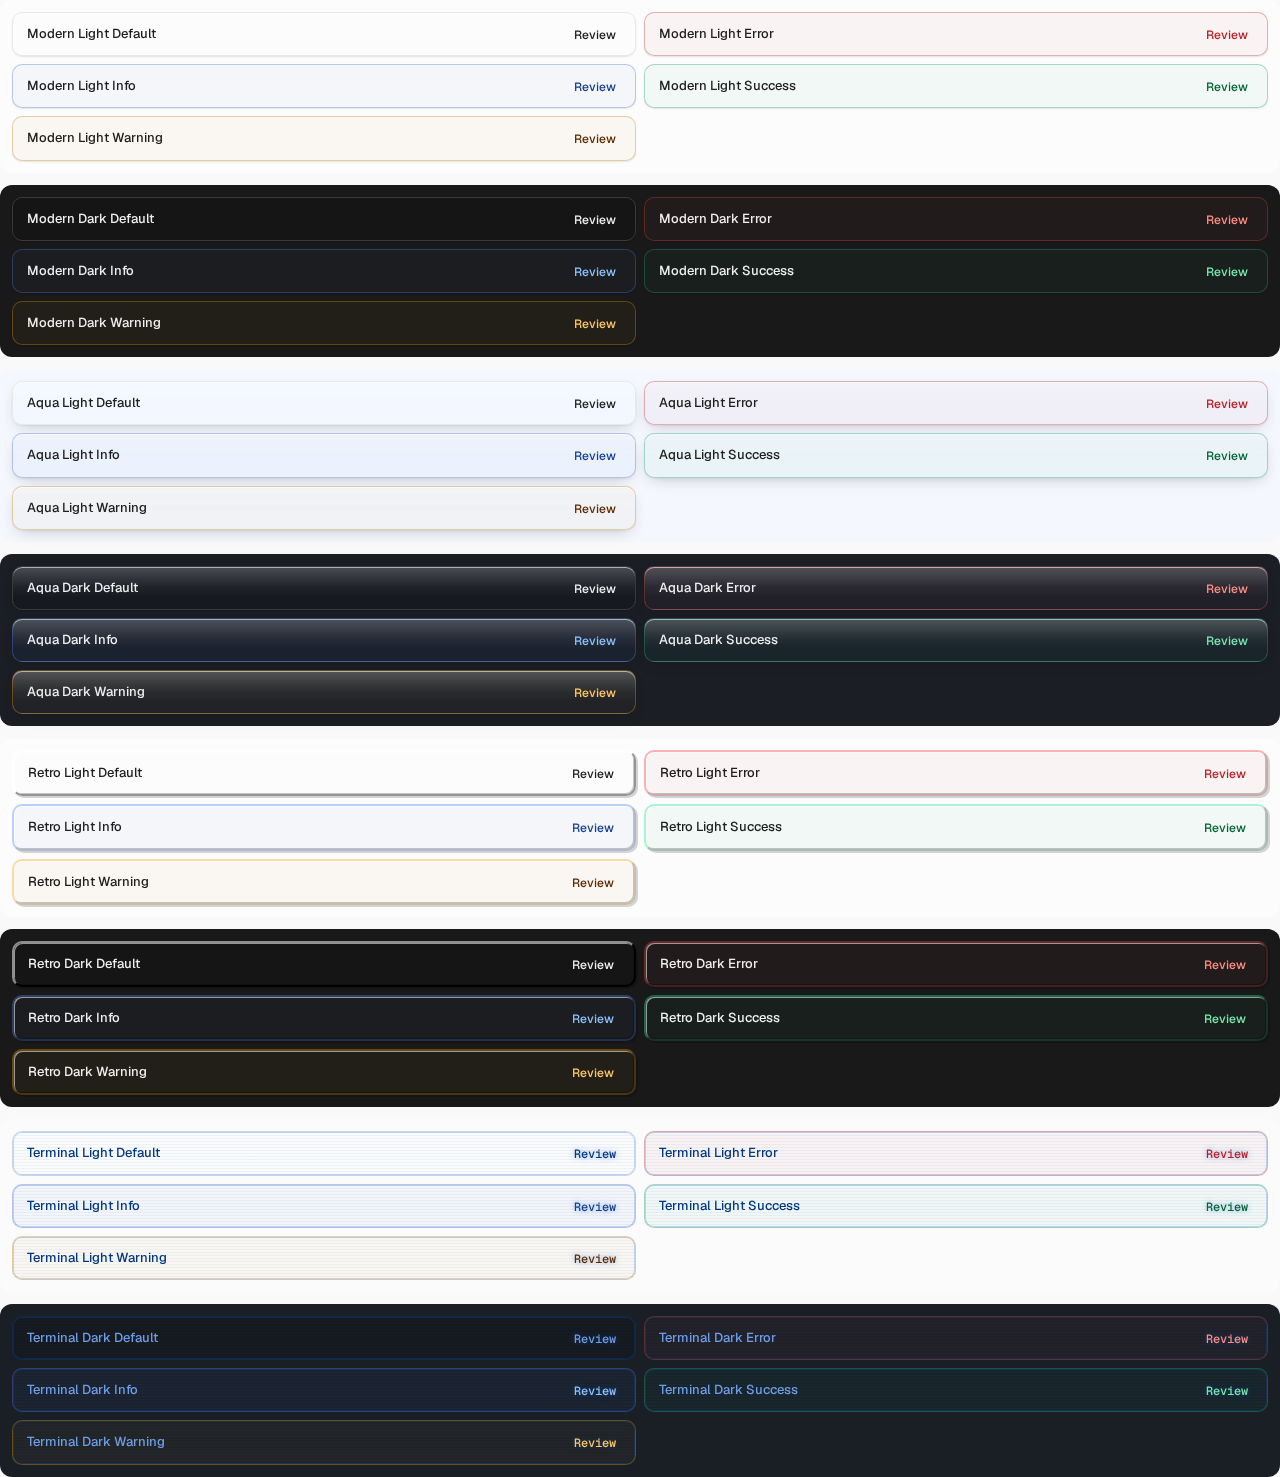 Modern Light Default Review Modern Light Error Review
Modern Light Info Review Modern Light Success Review
Modern Light Warning Review
Modern Dark Default Review Modern Dark Error Review
Modern Dark Info Review Modern Dark Success Review
Modern Dark Warning Review
Aqua Light Default Review Aqua Light Error Review
Aqua Light Info Review Aqua Light Success Review
Aqua Light Warning Review
Aqua Dark Default Review Aqua Dark Error Review
Aqua Dark Info Review Aqua Dark Success Review
Aqua Dark Warning Review
Retro Light Default Review Retro Light Error Review
Retro Light Info Review Retro Light Success Review
Retro Light Warning Review
Retro Dark Default Review Retro Dark Error Review
Retro Dark Info Review Retro Dark Success Review
Retro Dark Warning Review
Terminal Light Default Review Terminal Light Error Review
Terminal Light Info Review Terminal Light Success Review
Terminal Light Warning Review
Terminal Dark Default Review Terminal Dark Error Review
Terminal Dark Info Review Terminal Dark Success Review
Terminal Dark Warning Review